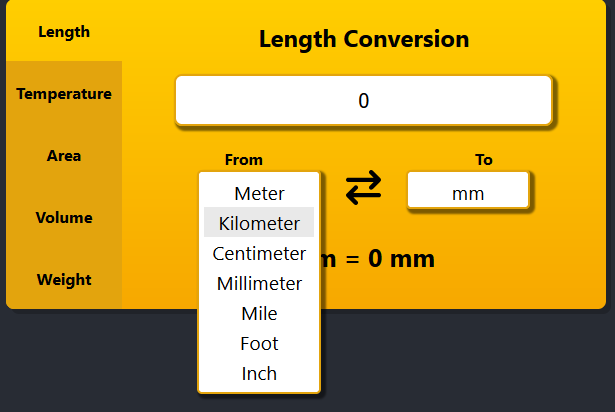 Length
Temperature
Area
Volume
Weight
Length Conversion
0
From
To
Meter
Kilometer
Centimeter
Millimeter
Mile
Foot
Inch
mm
m = 0 mm